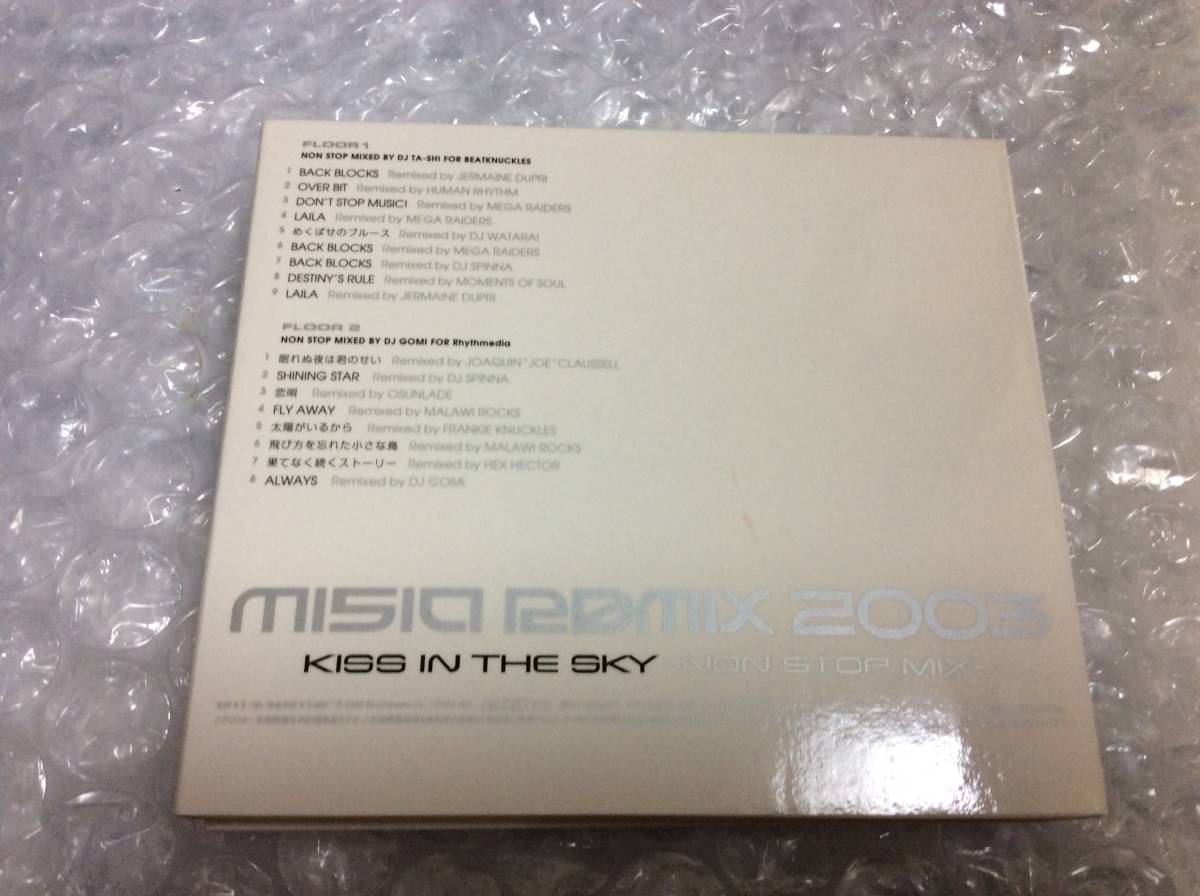 FLOOR 1
NON STOP MIXED BY DJ TA-SHI FOR BEATKNUCKLES
1 BACK BLOCKS Remixed by JERMAINE DUPRI
2 OVER BIT Remixed by HUMAN RHYTHM
3 DON'T STOP MUSIC! Remixed by MEGA RAIDERS
4 LAILA Remixed by MEGA RAIDERS
5 めくばせのブルース Remixed by DJ WATARAI
6 BACK BLOCKS Remixed by MEGA RAIDERS
7 BACK BLOCKS Remixed by DJ SPINNA
8 DESTINY'S RULE Remixed by MOMENTS OF SOUL
9 LAILA Remixed by JERMAINE DUPRI
FLOOR 2
NON STOP MIXED BY DJ GOMI FOR Rhythmedia
1 眠れぬ夜は君のせい Remixed by JOAQUIN "JOE" CLAUSSELL
2 SHINING STAR Remixed by DJ SPINNA
3 恋唄 Remixed by OSUNLADE
4 FLY AWAY Remixed by MALAWI ROCKS
5 太陽がいるから Remixed by FRANKIE KNUCKLES
6 飛び方を忘れた小さな鳥 Remixed by MALAWI ROCKS
7 果てなく続くストーリー Remixed by HEX HECTOR
8 ALWAYS Remixed by DJ GOMI
MISIA REMIX 2003
KISS IN THE SKY -NON STOP MIX-